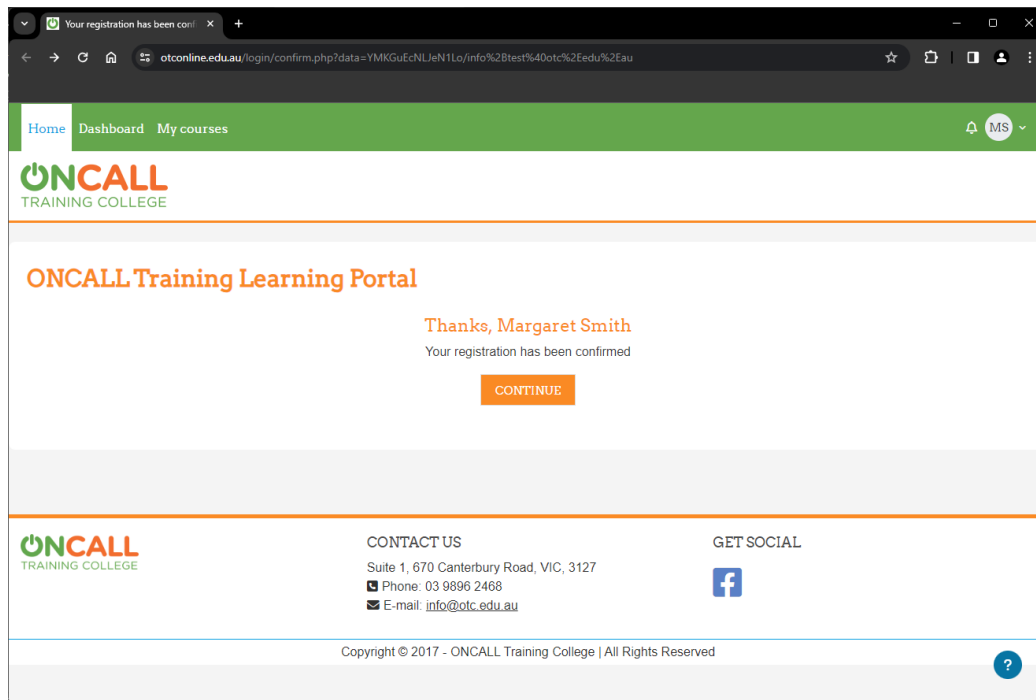 Your registration has been conf
otconline.edu.au/login/confirm.php?data=YMKGuEcNLJeN1Lo/info%2Btest%40otc%2Eedu%2Eau
Home Dashboard My courses MS
ONCALL
TRAINING COLLEGE
ONCALL Training Learning Portal
Thanks, Margaret Smith
Your registration has been confirmed
CONTINUE
ONCALL
TRAINING COLLEGE
CONTACT US
Suite 1, 670 Canterbury Road, VIC, 3127
Phone: 03 9896 2468
E-mail: info@otc.edu.au
GET SOCIAL
Copyright © 2017 - ONCALL Training College | All Rights Reserved
?